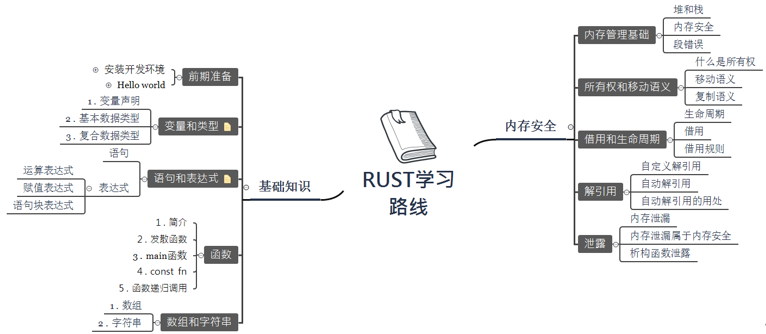 RUST学习
路线
基础知识
前期准备
安装开发环境
Hello world
变量和类型
1. 变量声明
2. 基本数据类型
3. 复合数据类型
语句和表达式
语句
表达式
运算表达式
赋值表达式
语句块表达式
函数
1. 简介
2. 发散函数
3. main函数
4. const fn
5. 函数递归调用
数组和字符串
1. 数组
2. 字符串
内存安全
内存管理基础
堆和栈
内存安全
段错误
所有权和移动语义
什么是所有权
移动语义
复制语义
借用和生命周期
生命周期
借用
借用规则
解引用
自定义解引用
自动解引用
自动解引用的用处
泄露
内存泄漏
内存泄漏属于内存安全
析构函数泄露